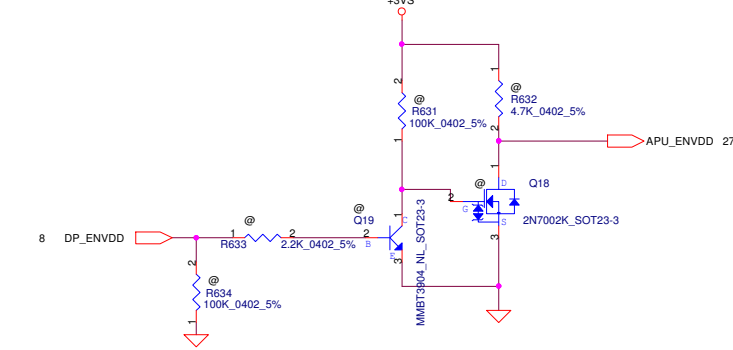 +3VS
1
2
@
R631
100K_0402_5%
1
@
R632
4.7K_0402_5%
2
APU_ENVDD 27
1
D
Q18
@
2
G
S
2N7002K_SOT23-3
3
8 DP_ENVDD
@
1
R633
2
2.2K_0402_5%
@
Q19
2
B
1
C
E
3
MMBT3904_NL_SOT23-3
2
@
R634
100K_0402_5%
1